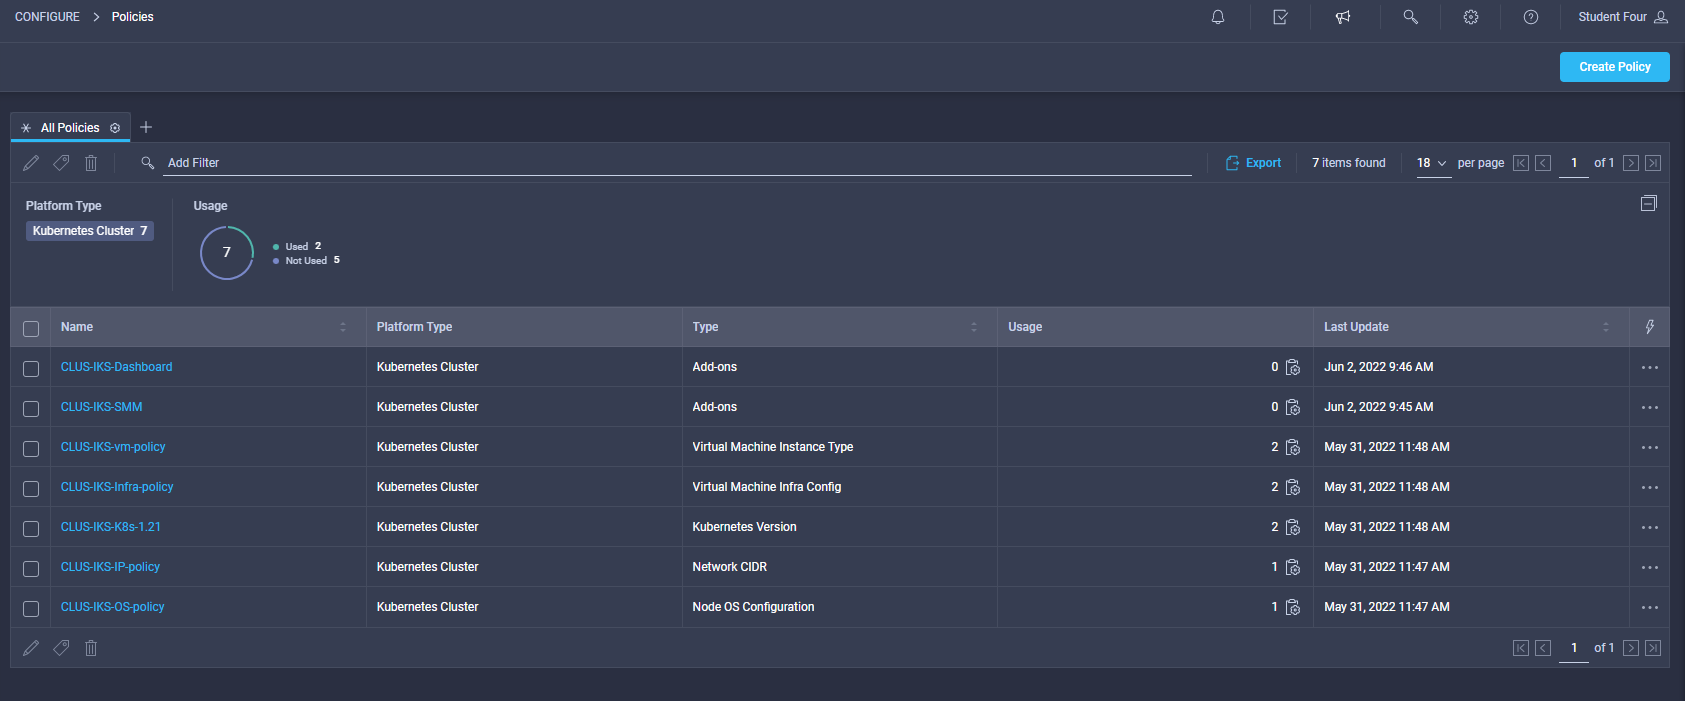 CONFIGURE > Policies
Student Four
Create Policy
All Policies
Add Filter
Export
7 items found
18 per page
1 of 1
Platform Type
Kubernetes Cluster 7
Usage
7
Used 2
Not Used 5
Name Platform Type Type Usage Last Update
CLUS-IKS-Dashboard Kubernetes Cluster Add-ons 0 Jun 2, 2022 9:46 AM
CLUS-IKS-SMM Kubernetes Cluster Add-ons 0 Jun 2, 2022 9:45 AM
CLUS-IKS-vm-policy Kubernetes Cluster Virtual Machine Instance Type 2 May 31, 2022 11:48 AM
CLUS-IKS-Infra-policy Kubernetes Cluster Virtual Machine Infra Config 2 May 31, 2022 11:48 AM
CLUS-IKS-K8s-1.21 Kubernetes Cluster Kubernetes Version 2 May 31, 2022 11:48 AM
CLUS-IKS-IP-policy Kubernetes Cluster Network CIDR 1 May 31, 2022 11:47 AM
CLUS-IKS-OS-policy Kubernetes Cluster Node OS Configuration 1 May 31, 2022 11:47 AM
1 of 1